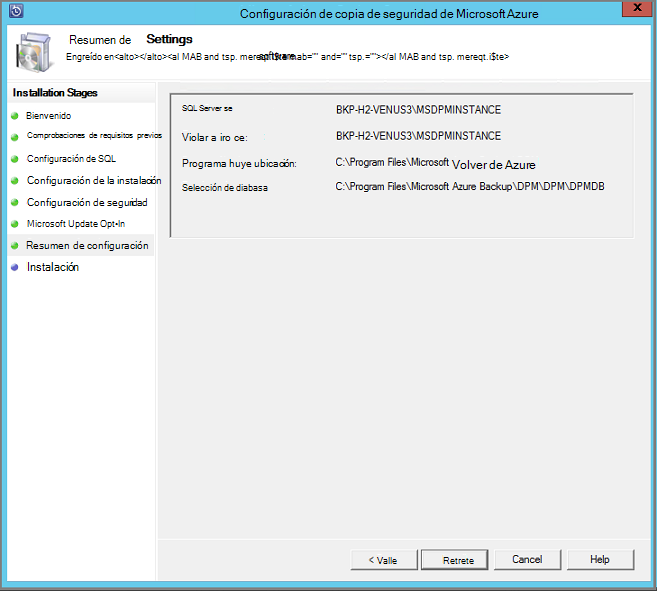 Configuración de copia de seguridad de Microsoft Azure
Resumen de Settings
Engreído en<alto></alto><al MAB and tsp. mereqt.i$te mab="" and="" tsp.=""></al MAB and tsp. mereqt.i$te>
Installation Stages
Bienvenido
Comprobaciones de requisitos previos
Configuración de SQL
Configuración de la instalación
Configuración de seguridad
Microsoft Update Opt-In
Resumen de configuración
Instalación
SQL Server se BKP-H2-VENUS3\MSDPMINSTANCE
Violar a iro ce: BKP-H2-VENUS3\MSDPMINSTANCE
Programa huye ubicación: C:\Program Files\Microsoft Volver de Azure
Selección de diabasa C:\Program Files\Microsoft Azure Backup\DPM\DPM\DPMDB
< Valle
Retrete
Cancel
Help